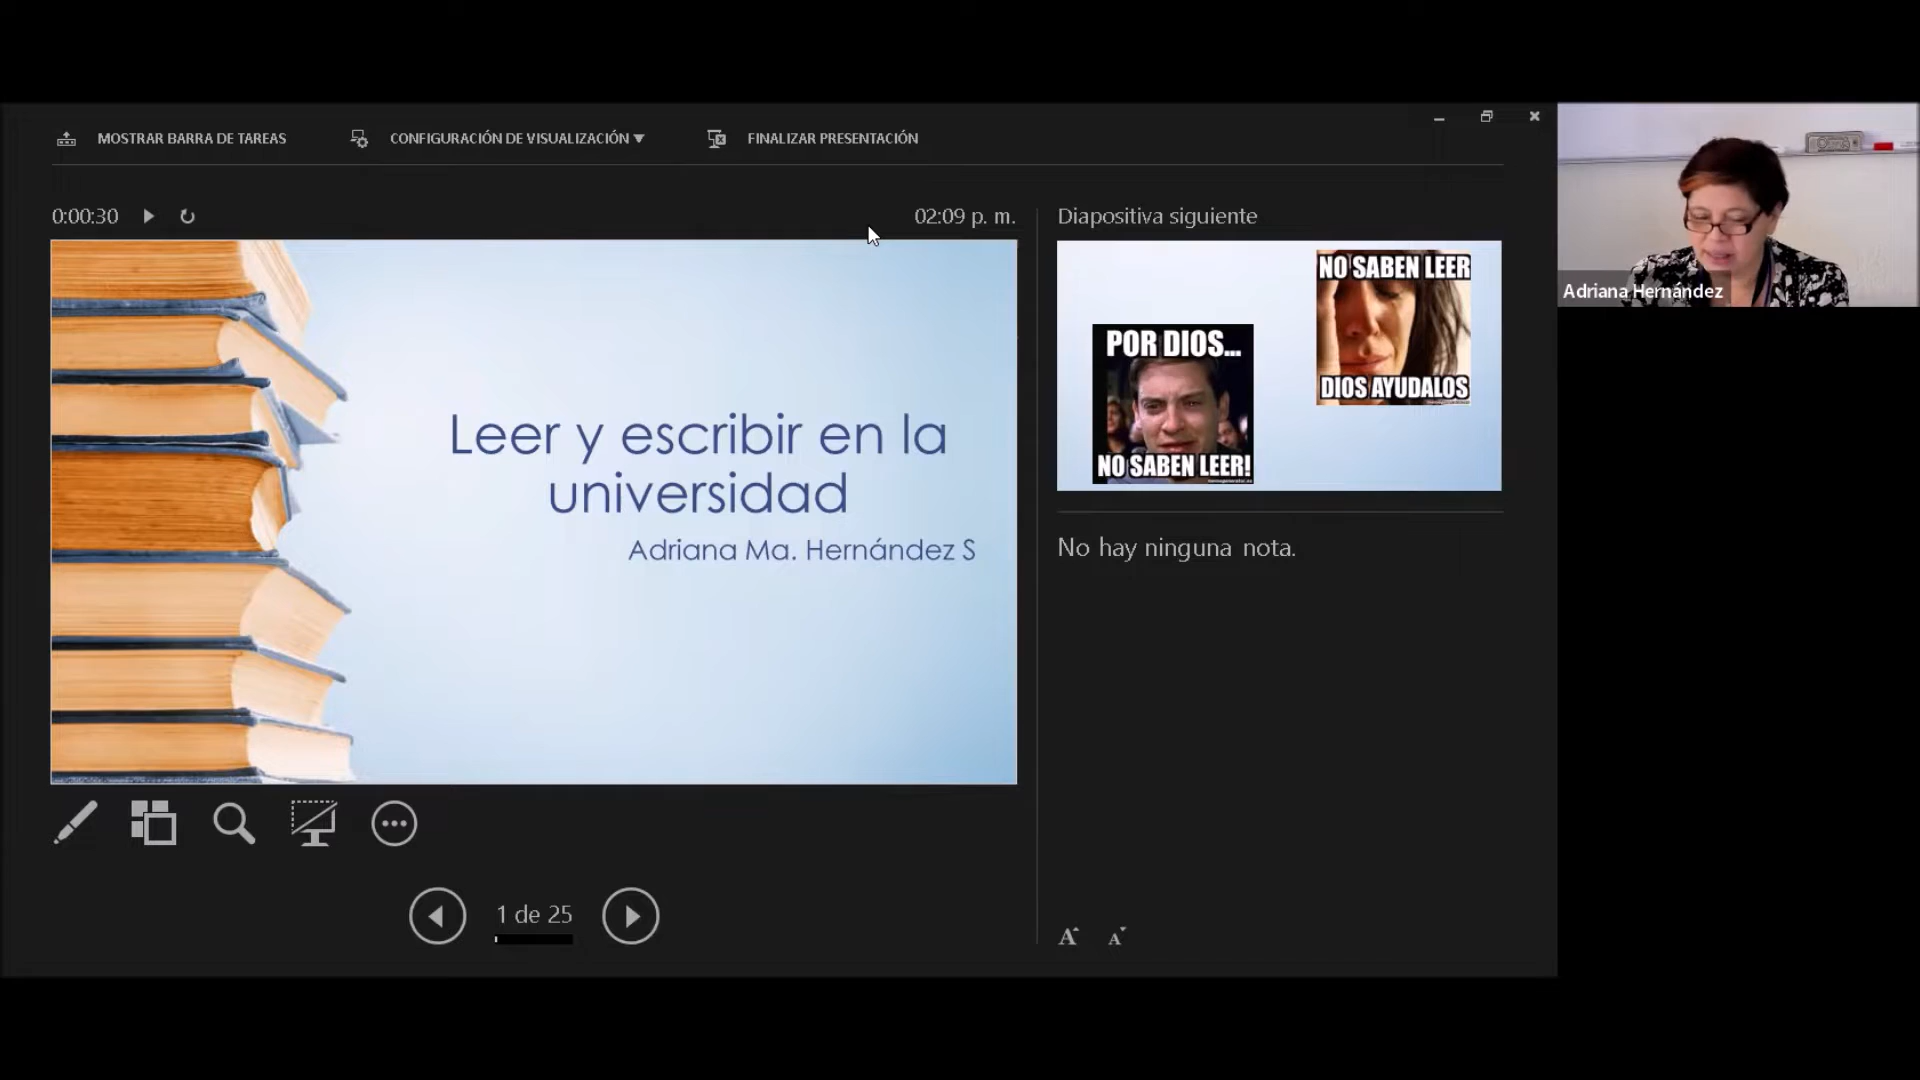 MOSTRAR BARRA DE TAREAS
CONFIGURACIÓN DE VISUALIZACIÓN
FINALIZAR PRESENTACIÓN
0:00:30
02:09 p. m.
Leer y escribir en la
universidad
Adriana Ma. Hernández S
1 de 25
Diapositiva siguiente
NO SABEN LEER
DIOS AYUDALOS
POR DIOS...
NO SABEN LEER!
No hay ninguna nota.
A A
Adriana Hernández